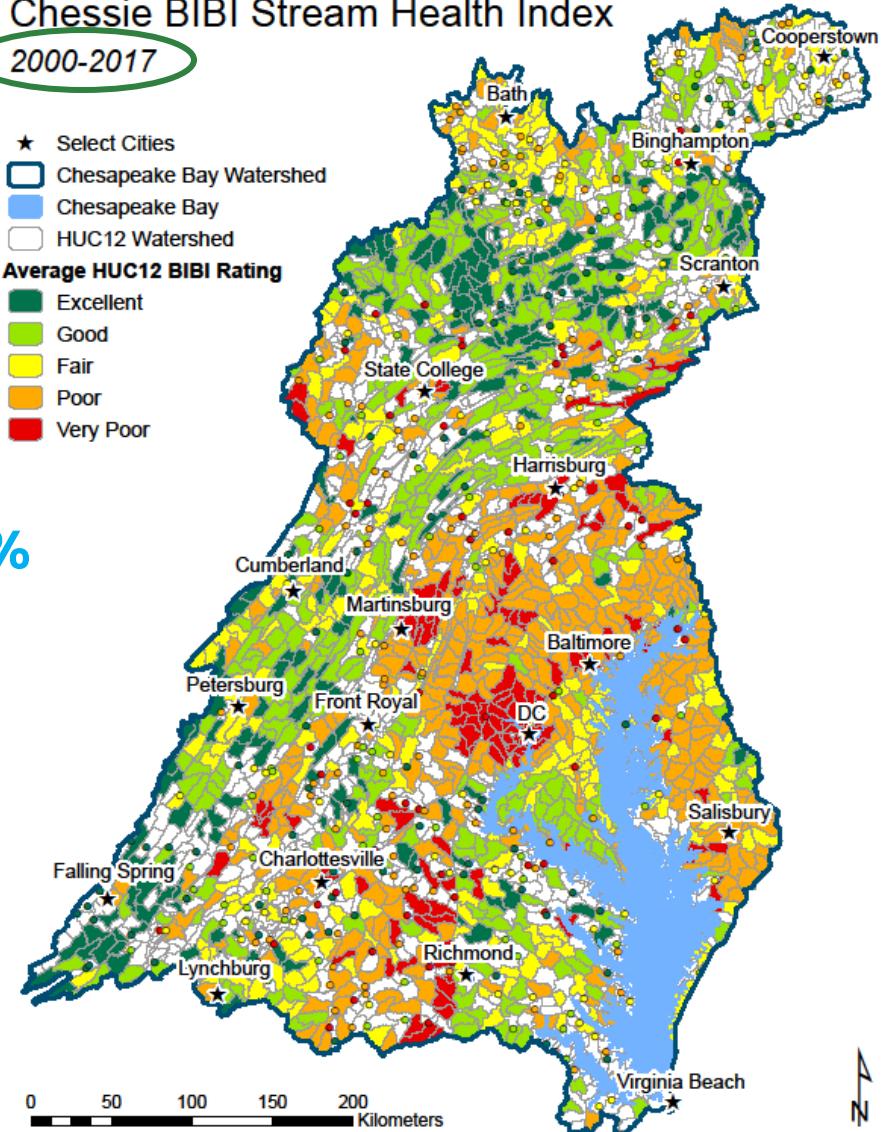 Chessie BIBI Stream Health Index
2000-2017
Select Cities
Chesapeake Bay Watershed
Chesapeake Bay
HUC12 Watershed
Average HUC12 BIBI Rating
Excellent
Good
Fair
Poor
Very Poor
%
Cooperstown
Bath
Binghampton
Scranton
State College
Harrisburg
Cumberland
Martinsburg
Baltimore
Petersburg
Front Royal
DC
Salisbury
Charlottesville
Falling Spring
Richmond
Lynchburg
Virginia Beach
0 50 100 150 200
Kilometers
N